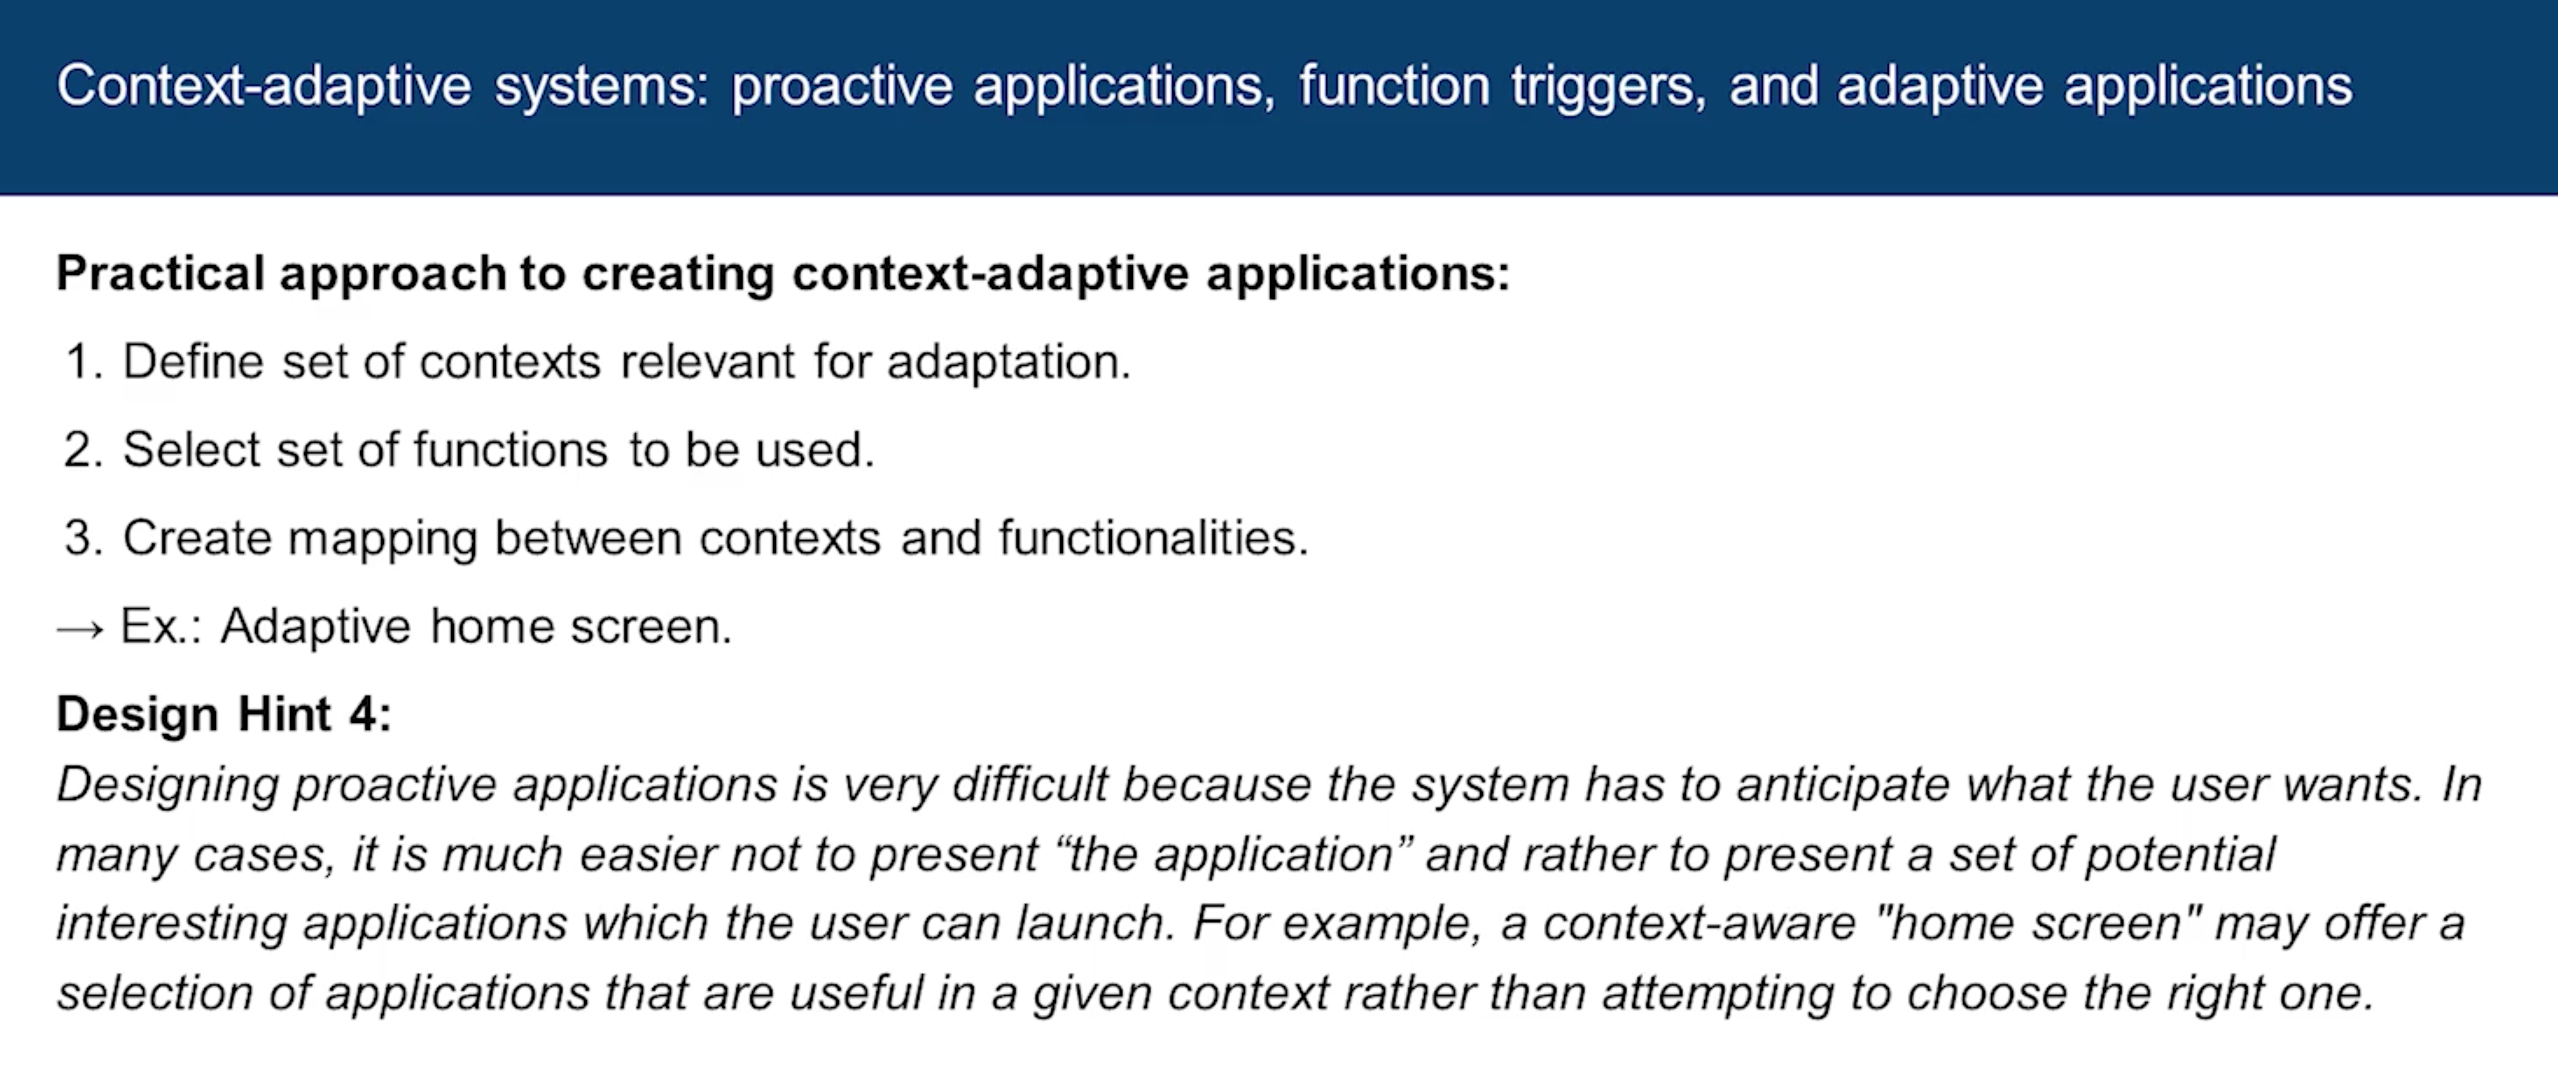 Context-adaptive systems: proactive applications, function triggers, and adaptive applications
Practical approach to creating context-adaptive applications:
1. Define set of contexts relevant for adaptation.
2. Select set of functions to be used.
3. Create mapping between contexts and functionalities.
→ Ex.: Adaptive home screen.
Design Hint 4:
Designing proactive applications is very difficult because the system has to anticipate what the user wants. In
many cases, it is much easier not to present “the application” and rather to present a set of potential
interesting applications which the user can launch. For example, a context-aware "home screen" may offer a
selection of applications that are useful in a given context rather than attempting to choose the right one.